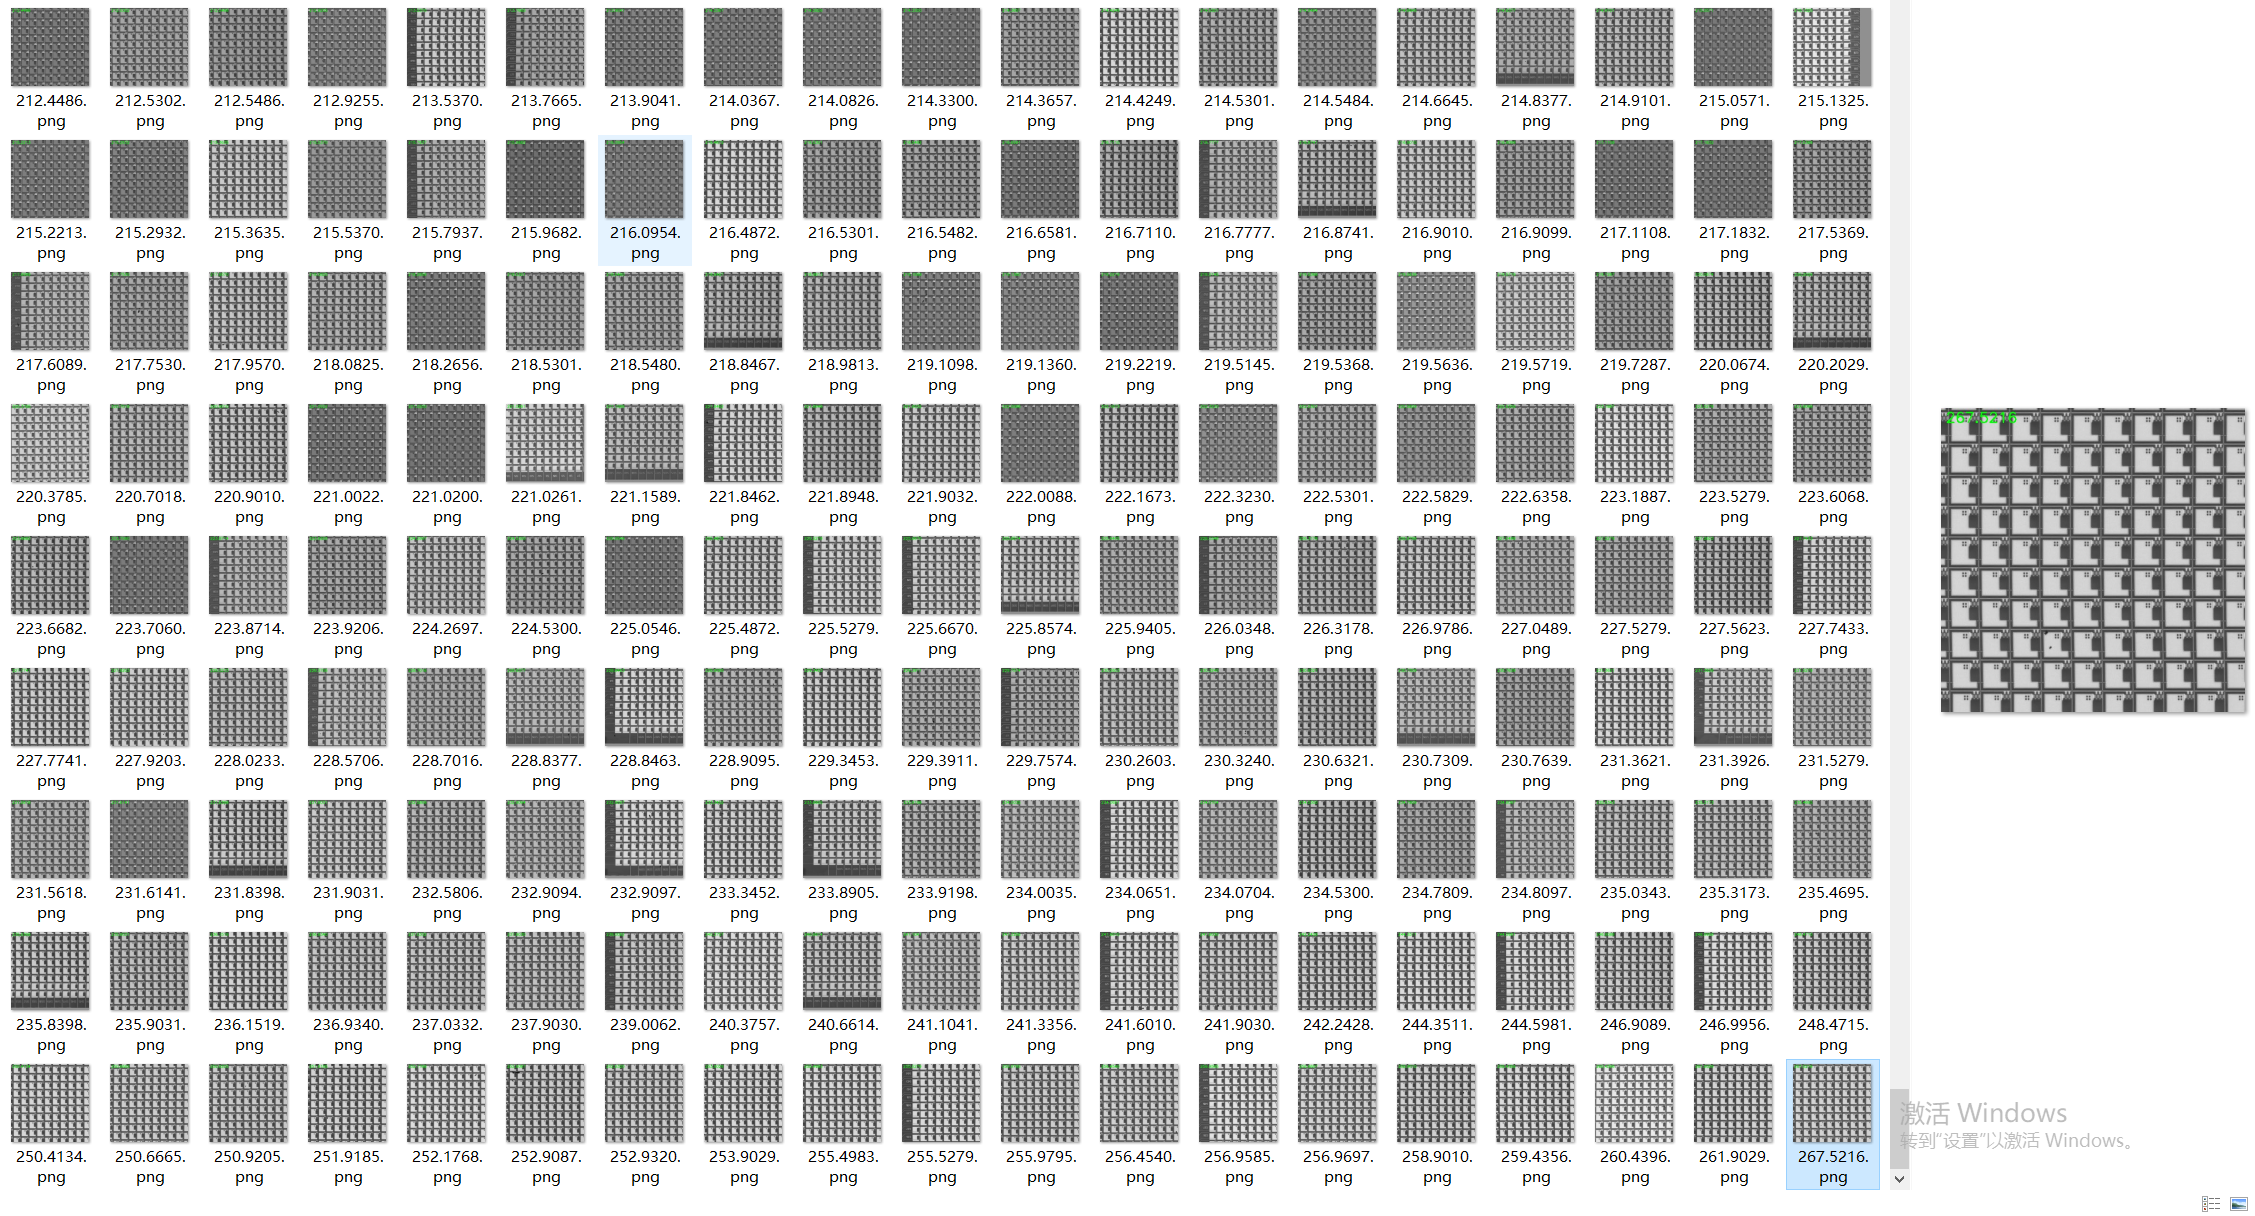 212.4486. 212.5302. 212.5486. 212.9255. 213.5370. 213.7665. 213.9041. 214.0367. 214.0826. 214.3300. 214.3657. 214.4249. 214.5301. 214.5484. 214.6645. 214.8377. 214.9101. 215.0571. 215.1325.
png png png png png png png png png png png png png png png png png png png
215.2213. 215.2932. 215.3635. 215.5370. 215.7937. 215.9682. 216.0954. 216.4872. 216.5301. 216.5482. 216.6581. 216.7110. 216.7777. 216.8741. 216.9010. 216.9099. 217.1108. 217.1832. 217.5369.
png png png png png png png png png png png png png png png png png png png
217.6089. 217.7530. 217.9570. 218.0825. 218.2656. 218.5301. 218.5480. 218.8467. 218.9813. 219.1098. 219.1360. 219.2219. 219.5145. 219.5368. 219.5636. 219.5719. 219.7287. 220.0674. 220.2029.
png png png png png png png png png png png png png png png png png png png
220.3785. 220.7018. 220.9010. 221.0022. 221.0200. 221.0261. 221.1589. 221.8462. 221.8948. 221.9032. 222.0088. 222.1673. 222.3230. 222.5301. 222.5829. 222.6358. 223.1887. 223.5279. 223.6068.
png png png png png png png png png png png png png png png png png png png
267.5216
223.6682. 223.7060. 223.8714. 223.9206. 224.2697. 224.5300. 225.0546. 225.4872. 225.5279. 225.6670. 225.8574. 225.9405. 226.0348. 226.3178. 226.9786. 227.0489. 227.5279. 227.5623. 227.7433.
png png png png png png png png png png png png png png png png png png png
227.7741. 227.9203. 228.0233. 228.5706. 228.7016. 228.8377. 228.8463. 228.9095. 229.3453. 229.3911. 229.7574. 230.2603. 230.3240. 230.6321. 230.7309. 230.7639. 231.3621. 231.3926. 231.5279.
png png png png png png png png png png png png png png png png png png png
231.5618. 231.6141. 231.8398. 231.9031. 232.5806. 232.9094. 232.9097. 233.3452. 233.8905. 233.9198. 234.0035. 234.0651. 234.0704. 234.5300. 234.7809. 234.8097. 235.0343. 235.3173. 235.4695.
png png png png png png png png png png png png png png png png png png png
235.8398. 235.9031. 236.1519. 236.9340. 237.0332. 237.9030. 239.0062. 240.3757. 240.6614. 241.1041. 241.3356. 241.6010. 241.9030. 242.2428. 244.3511. 244.5981. 246.9089. 246.9956. 248.4715.
png png png png png png png png png png png png png png png png png png png
250.4134. 250.6665. 250.9205. 251.9185. 252.1768. 252.9087. 252.9320. 253.9029. 255.4983. 255.5279. 255.9795. 256.4540. 256.9585. 256.9697. 258.9010. 259.4356. 260.4396. 261.9029. 267.5216.
png png png png png png png png png png png png png png png png png png png
激活 Windows
转到“设置”以激活 Windows。